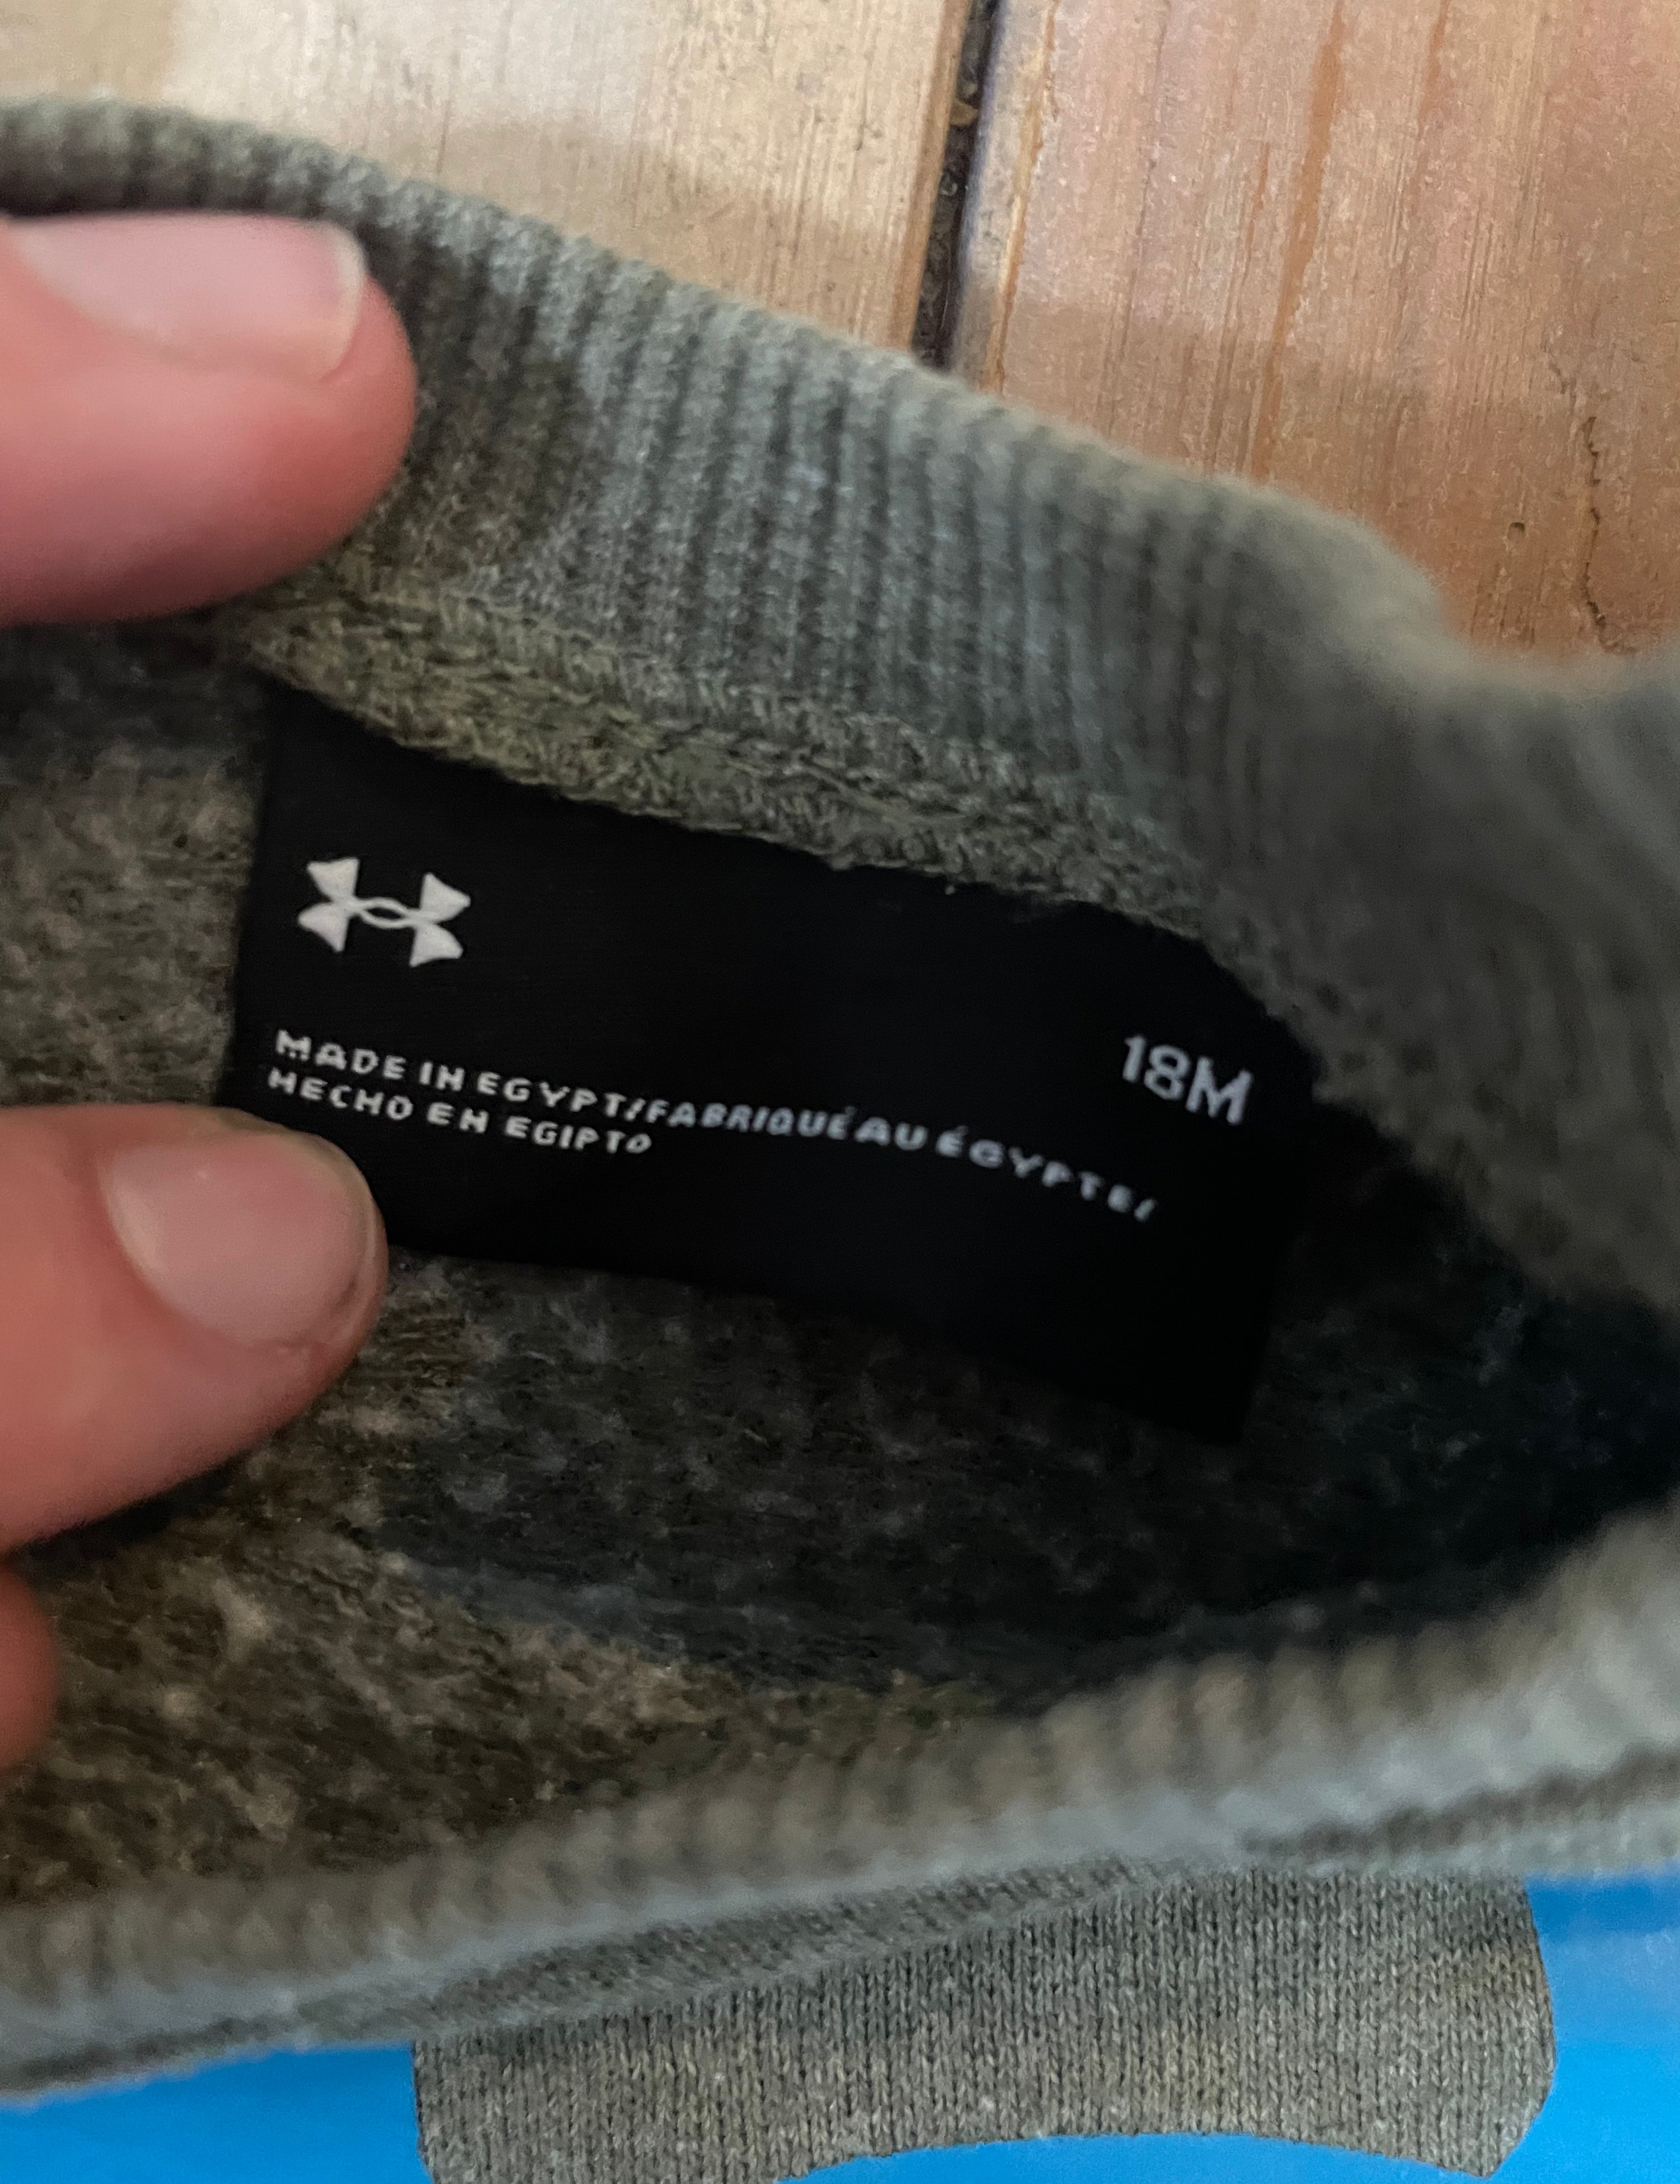 18M
MADE IN EGYPT/FABRIQUÉ AU ÉGYPTE/
HECHO EN EGIPTO